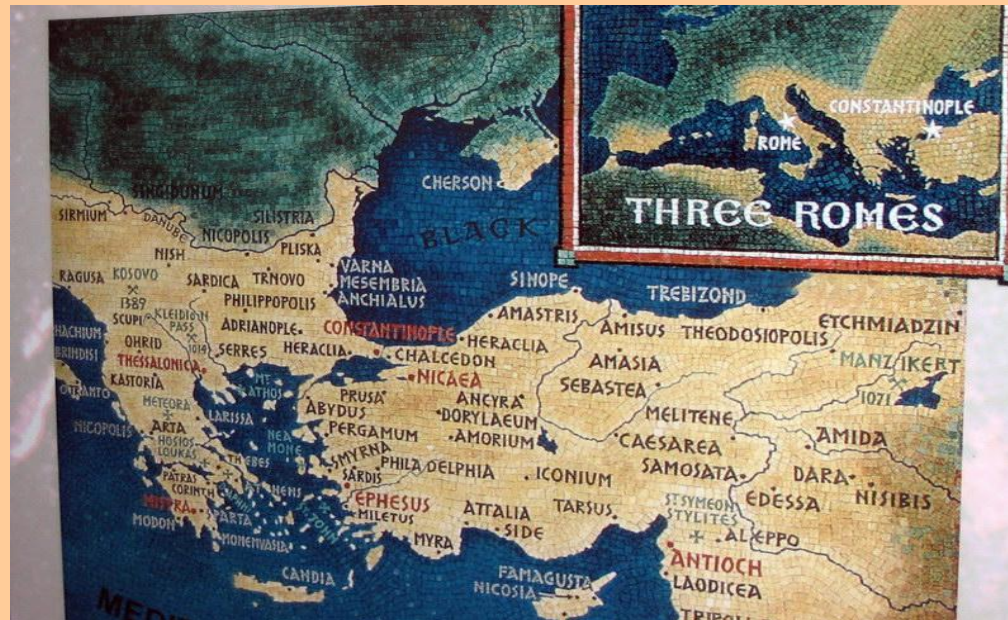 CONSTANTINOPLE
ROME
THREE ROMES
CHERSON
BLACK
SINGIDUNUM
SIRMIUM
DANUBE
SILISTRIA
NICOPOLIS
PLISKA
NISH
VARNA
SINOPE
RAGUSA
KOSOVO
SARDICA
TRNOVO
MESEMBRIA
TREBIZOND
1389
PHILIPPOPOLIS
ANCHIALUS
SCUPI
KLEIDION
PASS
ADRIANOPLE
CONSTANTINOPLE
AMASTRIS
AMISUS
THEODOSIOPOLIS
ETCHMIADZIN
BRINDISI
OHRID
1014
SERRES
HERACLIA
HERACLIA
CHALCEDON
AMASIA
MANZIKERT
THESSALONICA
NICAEA
SEBASTEA
1071
OTRANTO
KASTORIA
MT
ATHOS
PRUSA
ANCYRA
METEORA
ABYDUS
DORYLAEUM
MELITENE
NICOPOLIS
ARTA
LARISSA
PERGAMUM
AMORIUM
CAESAREA
AMIDA
HOSIOS
LOUKAS
NEA
MONE
SMYRNA
THEBES
SARDIS
PHILADELPHIA
ICONIUM
SAMOSATA
DARA
PATRAS
CORINTH
EPHESUS
EDESSA
NISIBIS
MISTRA
SPARTA
MILETUS
ATTALIA
TARSUS
ST SYMEON
STYLITES
MODON
MONEMVASIA
MYRA
SIDE
ALEPPO
ANTIOCH
CANDIA
FAMAGUSTA
NICOSIA
LAODICEA